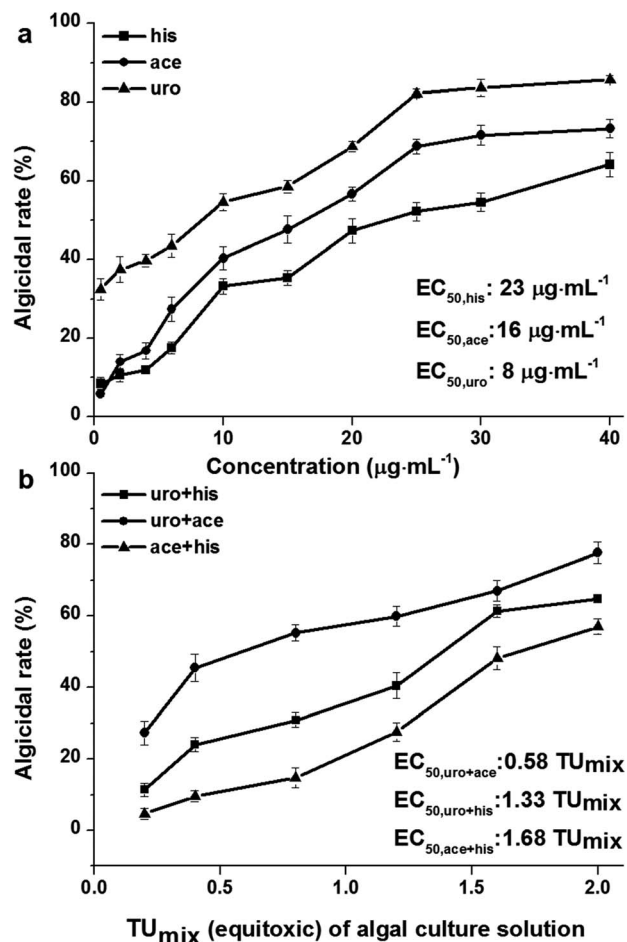 a
his
ace
uro
100
80
60
40
20
0
Algicidal rate (%)
EC50,his: 23 μg·mL-1
EC50,ace:16 μg·mL-1
EC50,uro: 8 μg·mL-1
0 10 20 30 40
Concentration (μg·mL-1)
b
uro+his
uro+ace
ace+his
100
80
60
40
20
0
Algicidal rate (%)
EC50,uro+ace:0.58 TUmix
EC50,uro+his:1.33 TUmix
EC50,ace+his:1.68 TUmix
0.0 0.5 1.0 1.5 2.0
TUmix (equitoxic) of algal culture solution